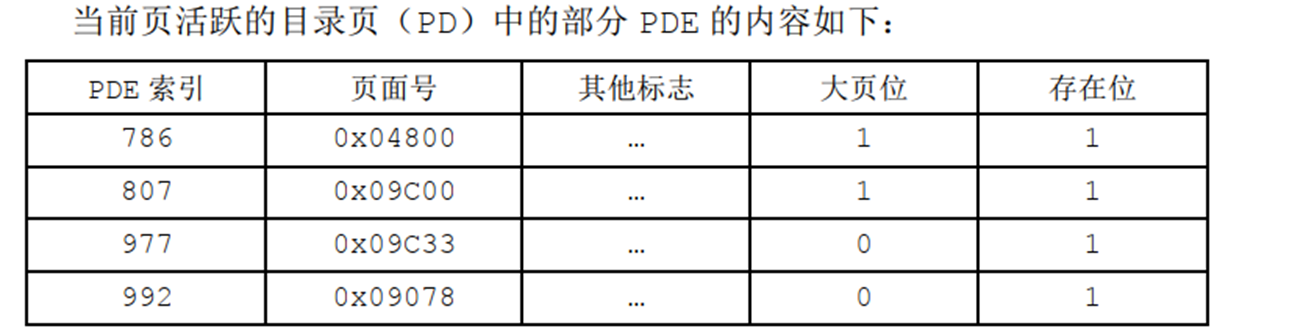 当前页活跃的目录页（PD）中的部分 PDE 的内容如下：
PDE 索引 页面号 其他标志 大页位 存在位
786 0x04800 … 1 1
807 0x09C00 … 1 1
977 0x09C33 … 0 1
992 0x09078 … 0 1